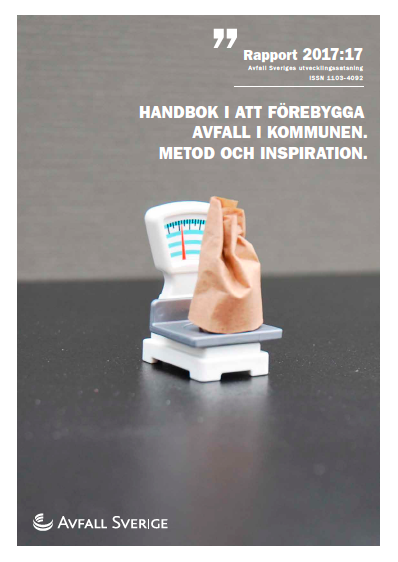 ”
Rapport 2017:17
Avfall Sveriges utvecklingssatsning
ISSN 1103-4092
HANDBOK I ATT FÖREBYGGA
AVFALL I KOMMUNEN.
METOD OCH INSPIRATION.
AVFALL SVERIGE